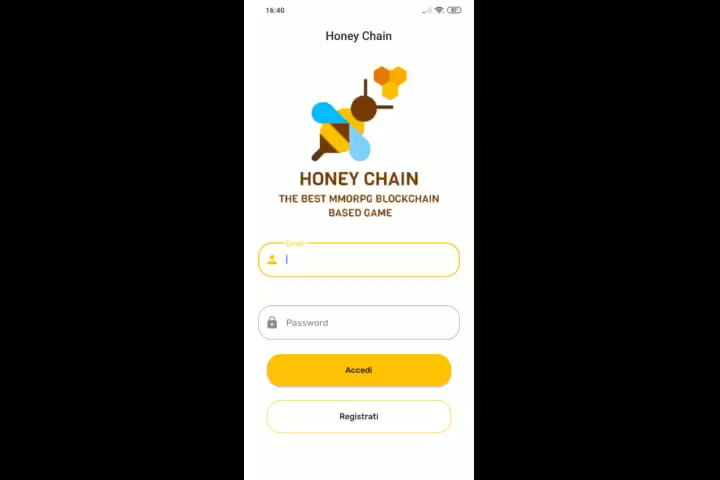 16:40
Honey Chain
HONEY CHAIN
THE BEST MMORPG BLOCKCHAIN
BASED GAME
Email
Password
Accedi
Registrati